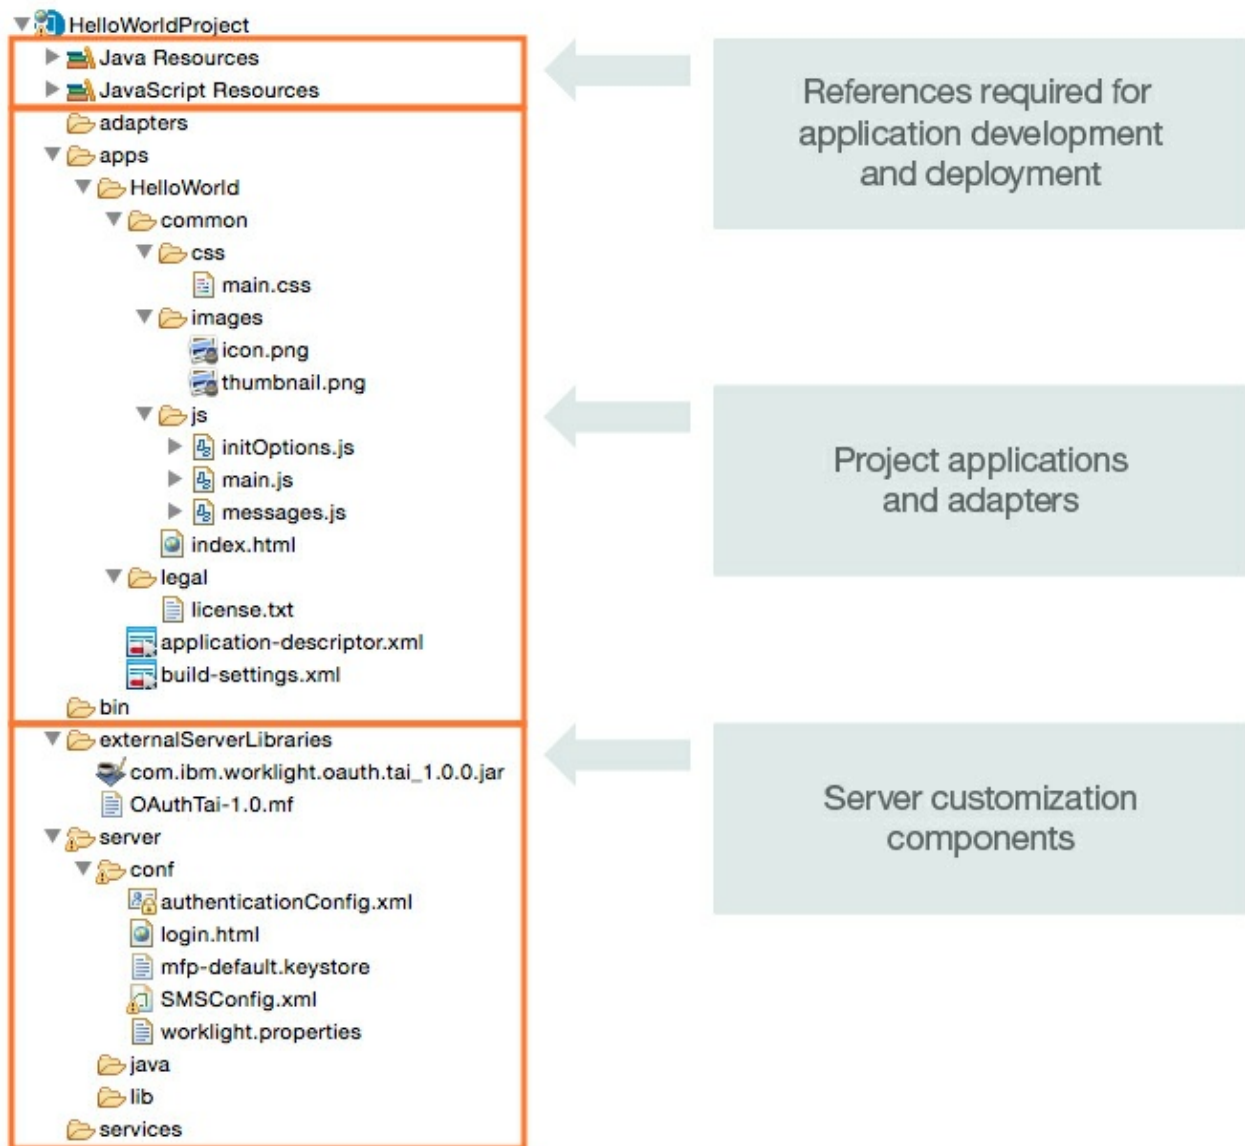 HelloWorldProject
Java Resources
JavaScript Resources
adapters
apps
HelloWorld
common
css
main.css
images
icon.png
thumbnail.png
js
initOptions.js
main.js
messages.js
index.html
legal
license.txt
application-descriptor.xml
build-settings.xml
bin
externalServerLibraries
com.ibm.worklight.oauth.tai_1.0.0.jar
OAuthTai-1.0.mf
server
conf
authenticationConfig.xml
login.html
mfp-default.keystore
SMSConfig.xml
worklight.properties
java
lib
services
References required for
application development
and deployment
Project applications
and adapters
Server customization
components